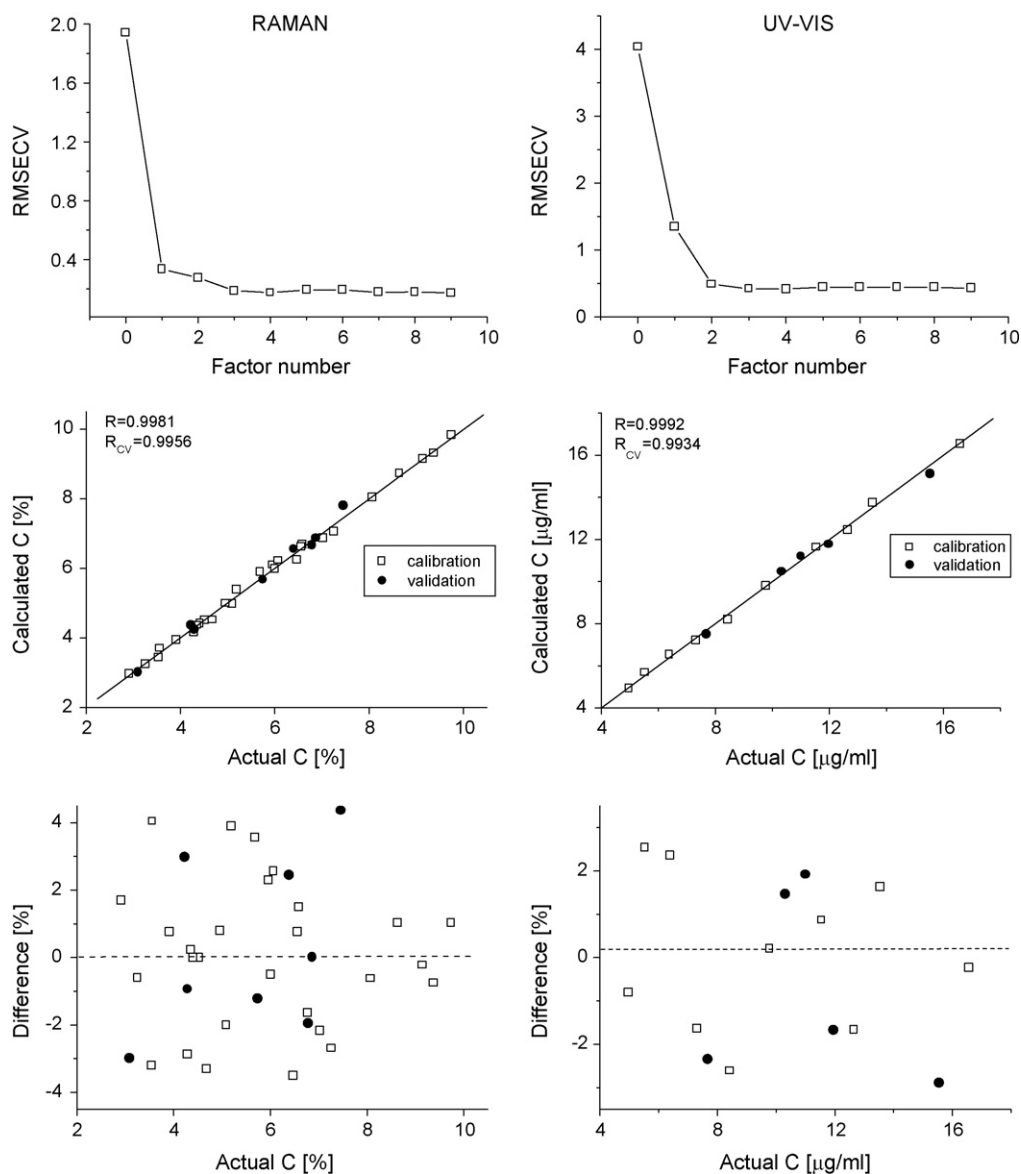 RAMAN
2.0
1.6
1.2
0.8
0.4
RMSECV
0 2 4 6 8 10
Factor number
UV-VIS
4
3
2
1
0
RMSECV
0 2 4 6 8 10
Factor number
R=0.9981
RCV=0.9956
10
8
6
4
2
Calculated C [%]
calibration
validation
2 4 6 8 10
Actual C [%]
R=0.9992
RCV=0.9934
16
12
8
4
Calculated C [μg/ml]
calibration
validation
4 8 12 16
Actual C [μg/ml]
4
2
0
-2
-4
Difference [%]
2 4 6 8 10
Actual C [%]
2
0
-2
Difference [%]
4 8 12 16
Actual C [μg/ml]